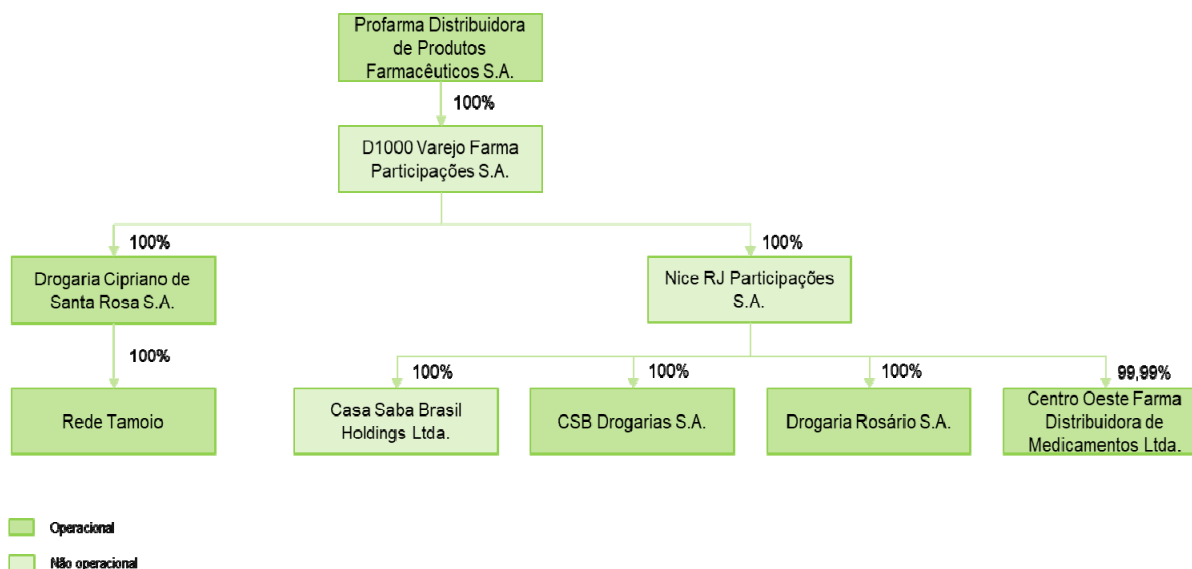 Profarma Distribuidora
de Produtos
Farmacêuticos S.A.
100%
D1000 Varejo Farma
Participações S.A.
100%
100%
Drogaria Cipriano de
Santa Rosa S.A.
Nice RJ Participações
S.A.
100%
100%
100%
100%
99,99%
Rede Tamoio
Casa Saba Brasil
Holdings Ltda.
CSB Drogarias S.A.
Drogaria Rosário S.A.
Centro Oeste Farma
Distribuidora de
Medicamentos Ltda.
Operacional
Não operacional